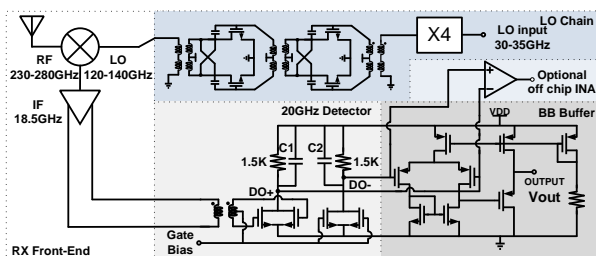 LO Chain
X4
LO input
30-35GHz
RF
230-280GHz
LO
120-140GHz
IF
18.5GHz
Optional
off chip INA
20GHz Detector
BB Buffer
VDD
1.5K
C1
C2
1.5K
DO+
DO-
OUTPUT
Vout
Gate
Bias
RX Front-End